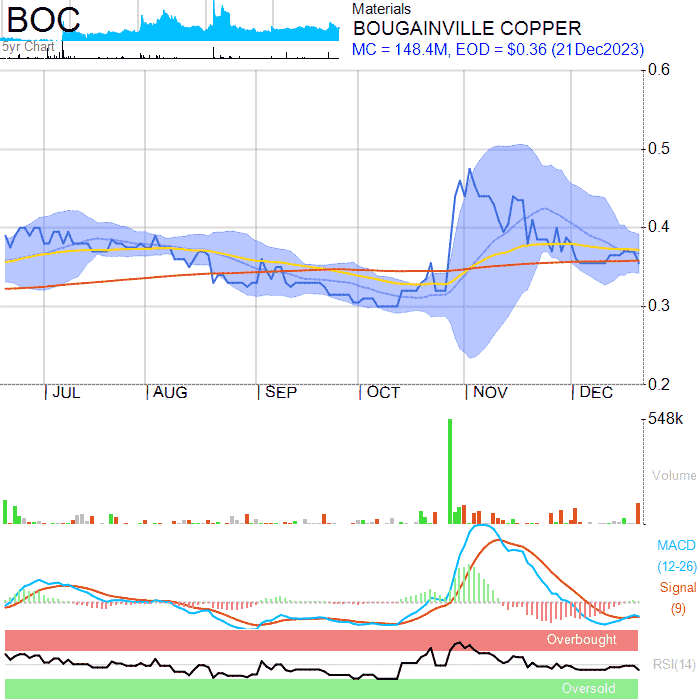 BOC
5yr Chart
Materials
BOUGAINVILLE COPPER
MC = 148.4M, EOD = $0.36 (21Dec2023)
0.6
0.5
0.4
0.3
0.2
JUL AUG SEP OCT NOV DEC
548k
Volume
MACD
(12-26)
Signal
(9)
Overbought
RSI(14)
Oversold